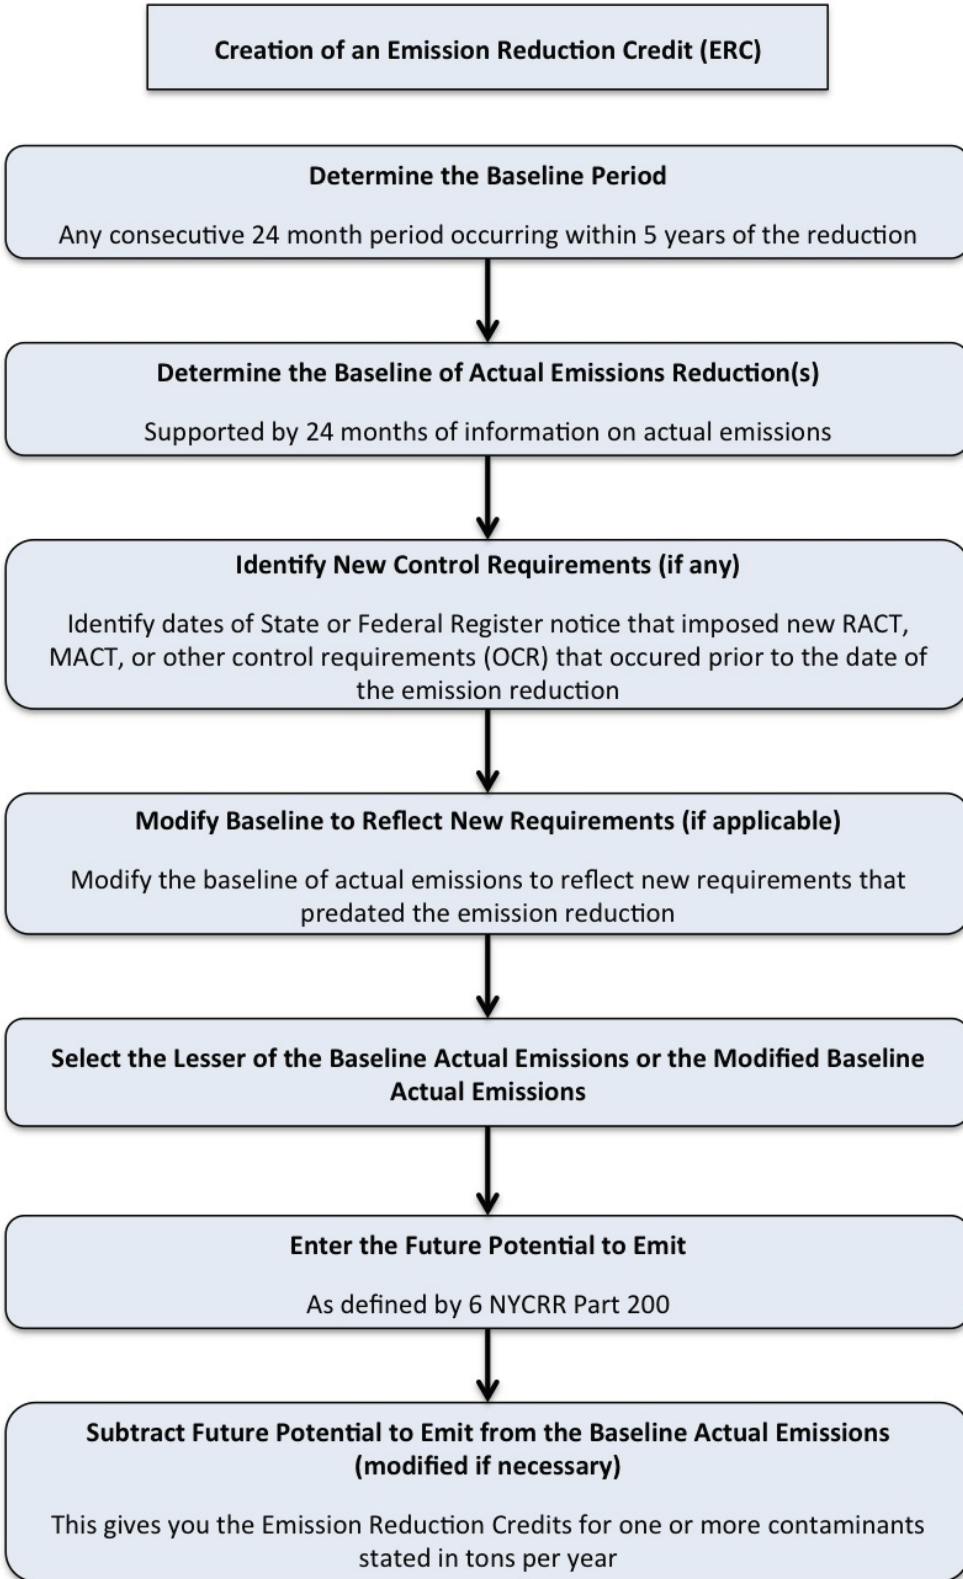 Creation of an Emission Reduction Credit (ERC)
Determine the Baseline Period
Any consecutive 24 month period occurring within 5 years of the reduction
Determine the Baseline of Actual Emissions Reduction(s)
Supported by 24 months of information on actual emissions
Identify New Control Requirements (if any)
Identify dates of State or Federal Register notice that imposed new RACT,
MACT, or other control requirements (OCR) that occured prior to the date of
the emission reduction
Modify Baseline to Reflect New Requirements (if applicable)
Modify the baseline of actual emissions to reflect new requirements that
predated the emission reduction
Select the Lesser of the Baseline Actual Emissions or the Modified Baseline
Actual Emissions
Enter the Future Potential to Emit
As defined by 6 NYCRR Part 200
Subtract Future Potential to Emit from the Baseline Actual Emissions
(modified if necessary)
This gives you the Emission Reduction Credits for one or more contaminants
stated in tons per year